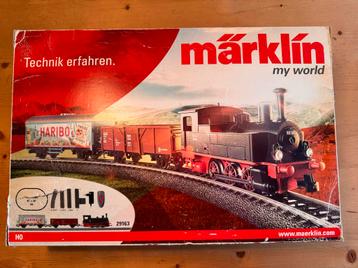 märklin
my world
Technik erfahren.
HARIBO
29163
H0
www.maerklin.com